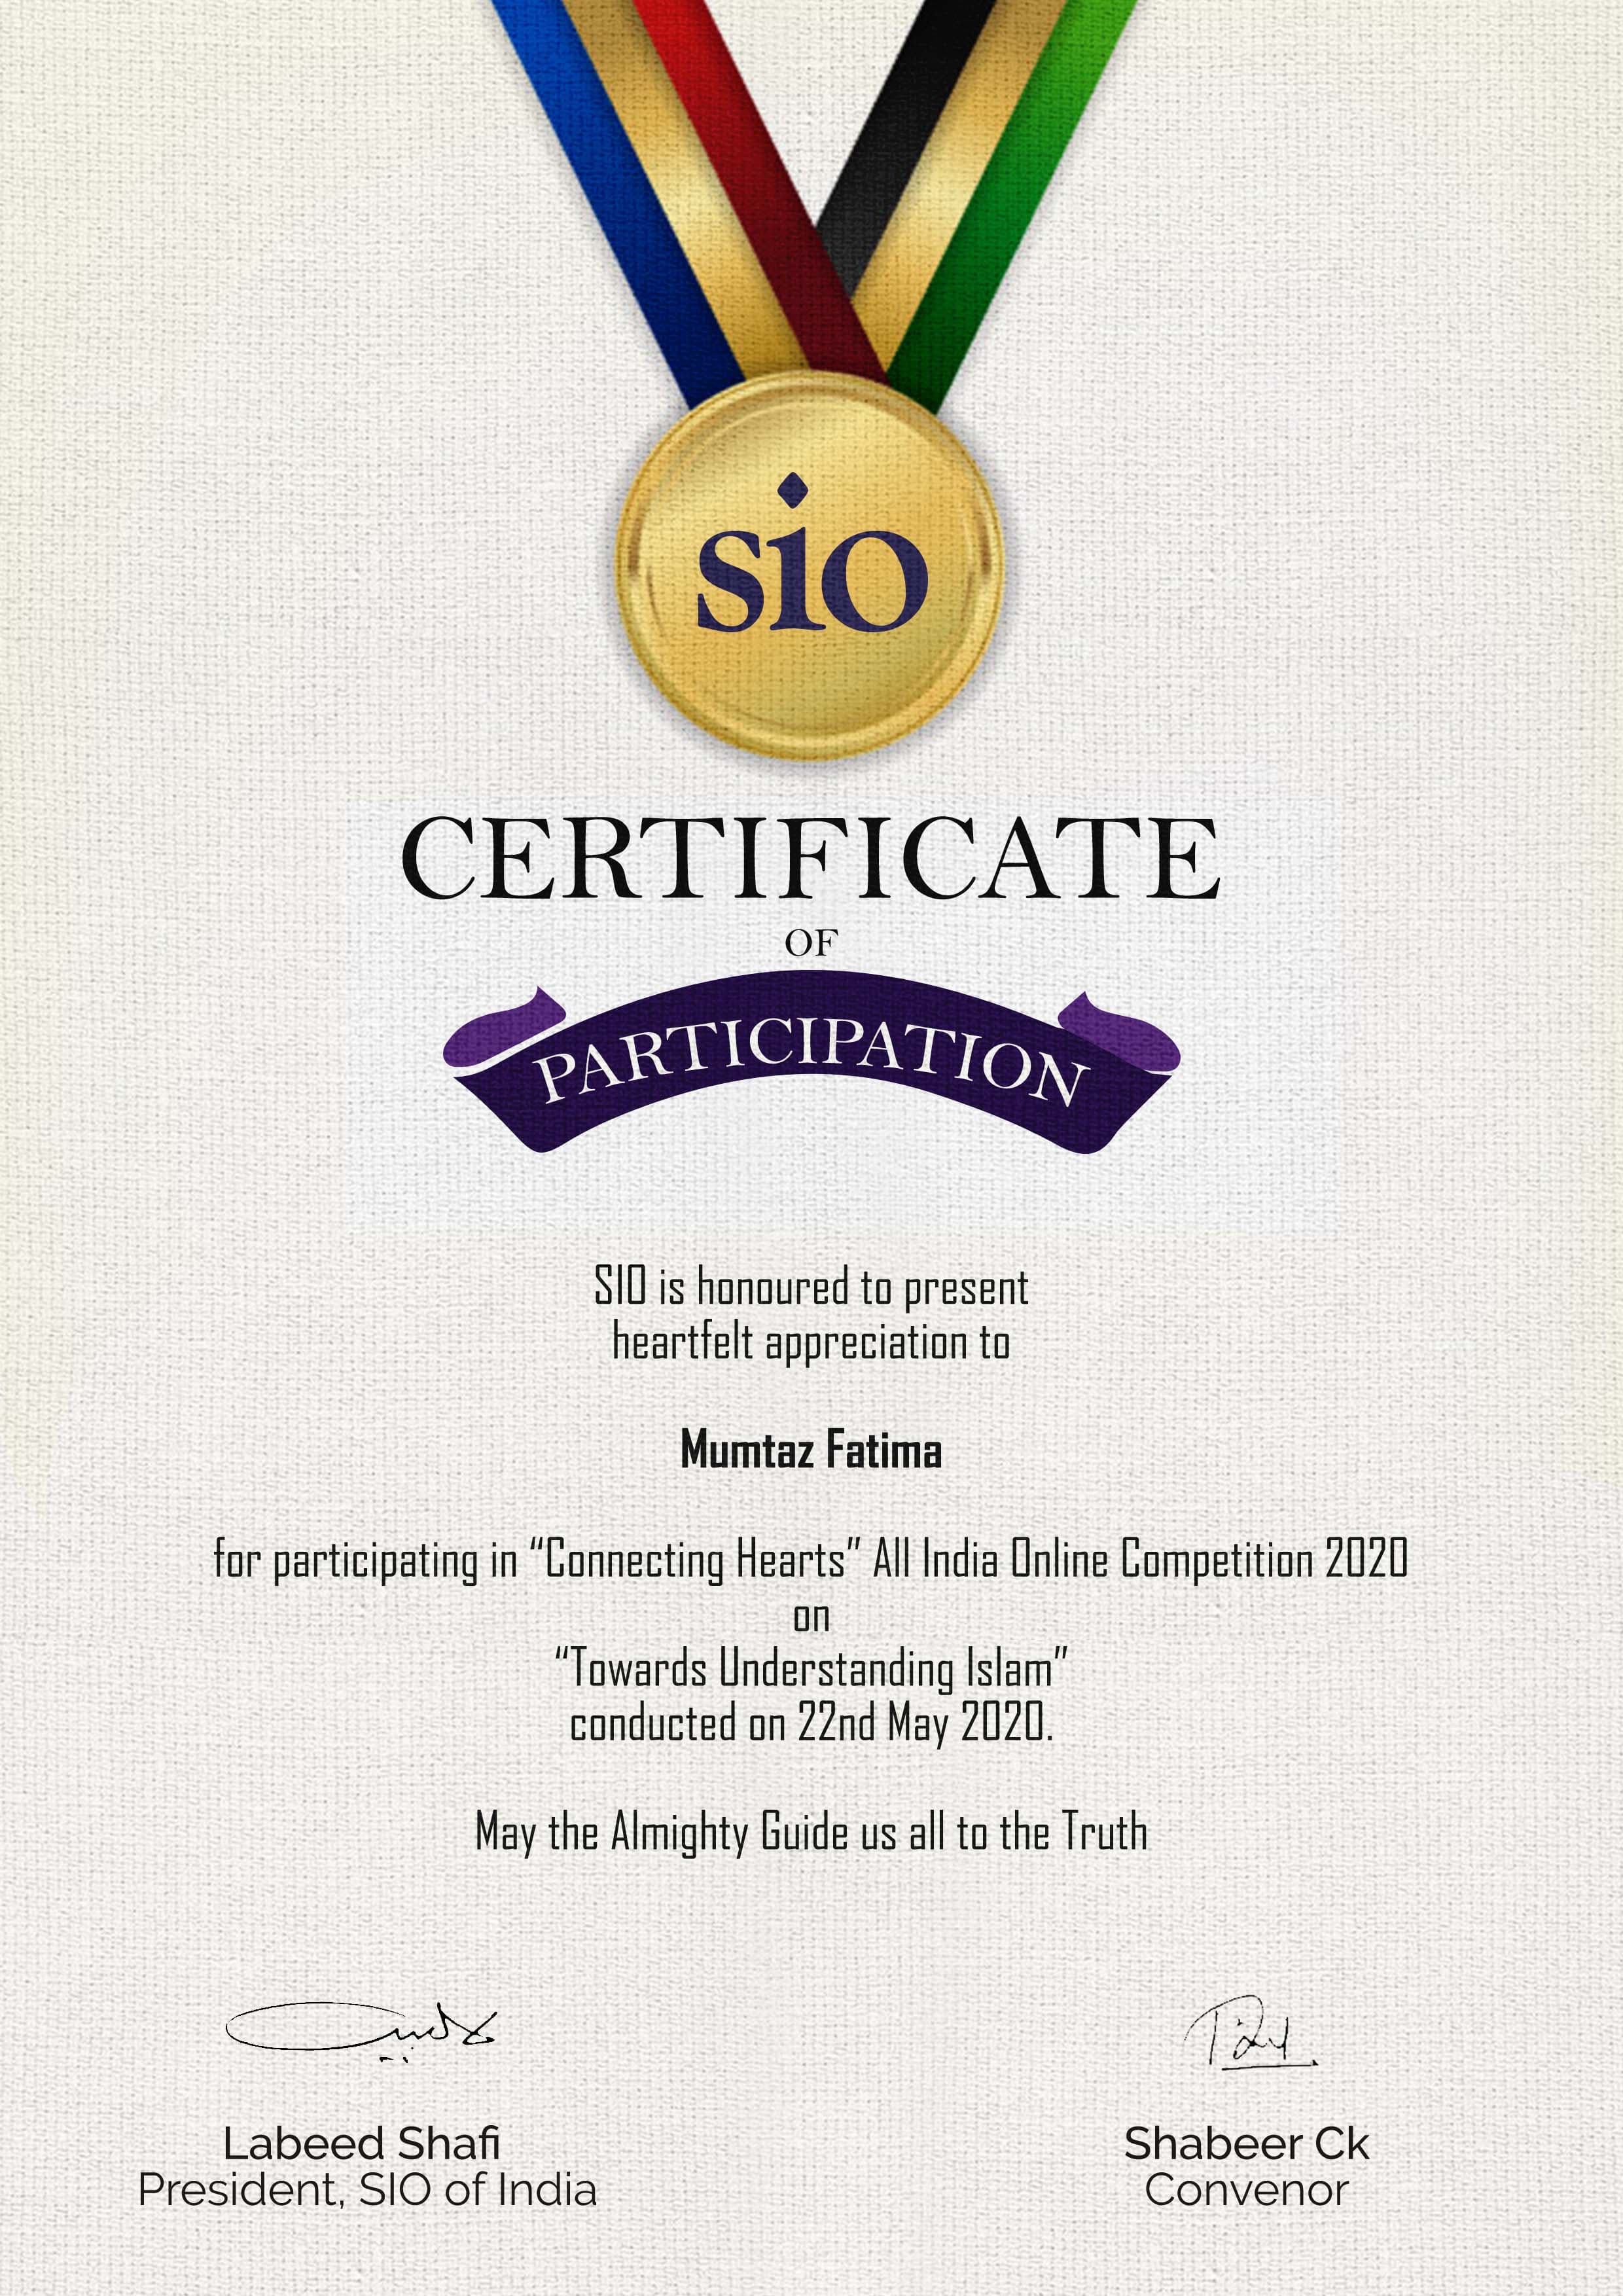 sio
CERTIFICATE
OF
PARTICIPATION
SIO is honoured to present
heartfelt appreciation to
Mumtaz Fatima
for participating in “Connecting Hearts” All India Online Competition 2020
on
“Towards Understanding Islam”
conducted on 22nd May 2020.
May the Almighty Guide us all to the Truth
Labeed Shafi
President, SIO of India
Shabeer Ck
Convenor